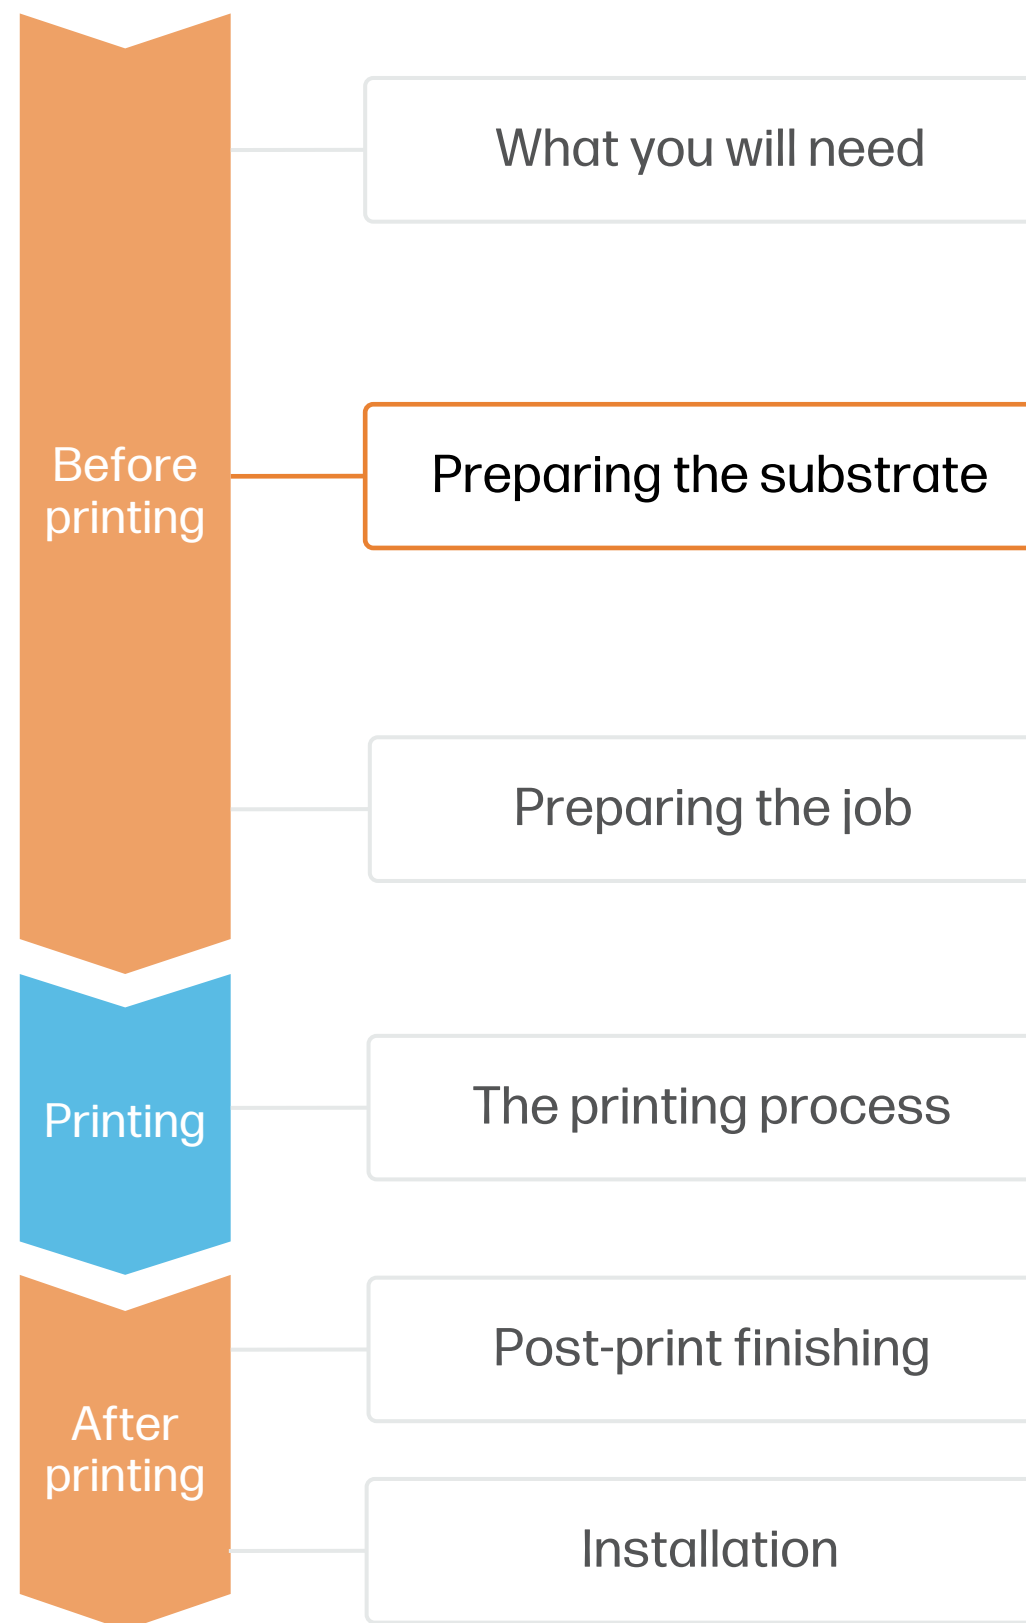 What you will need
Before
printing
Preparing the substrate
Preparing the job
Printing
The printing process
After
printing
Post-print finishing
Installation